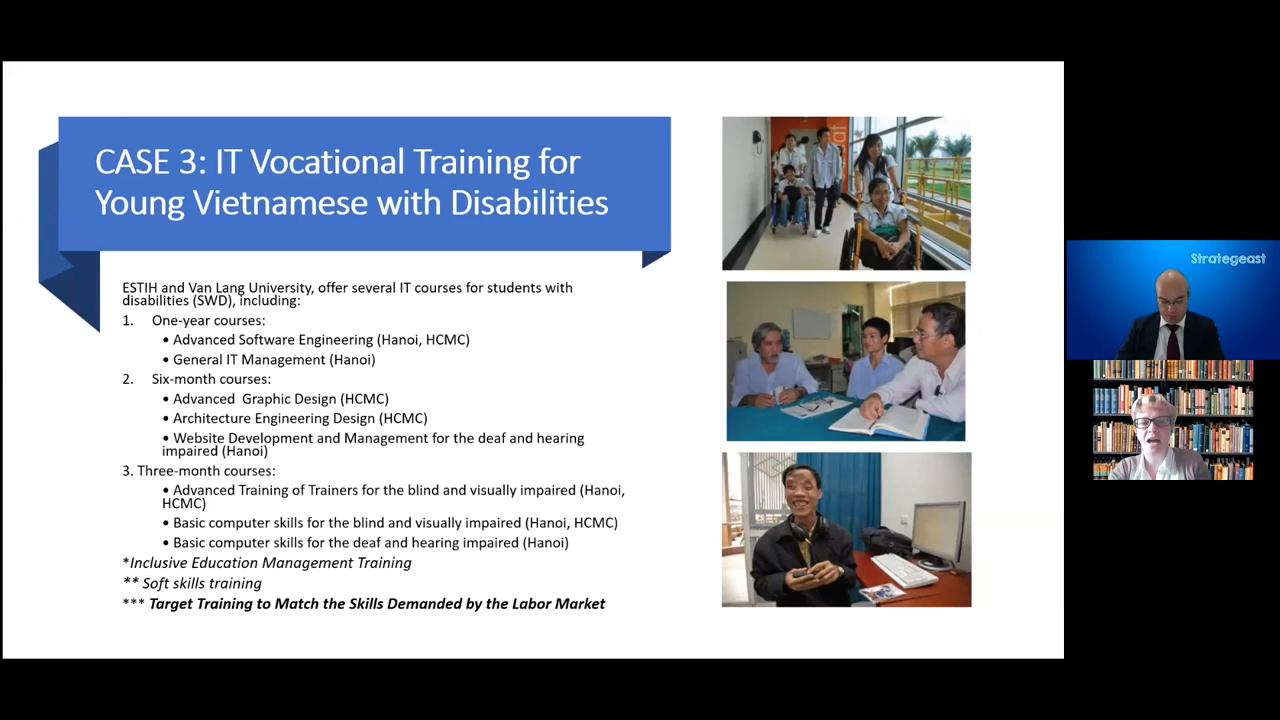 CASE 3: IT Vocational Training for
Young Vietnamese with Disabilities
ESTIH and Van Lang University, offer several IT courses for students with
disabilities (SWD), including:
1. One-year courses:
• Advanced Software Engineering (Hanoi, HCMC)
• General IT Management (Hanoi)
2. Six-month courses:
• Advanced Graphic Design (HCMC)
• Architecture Engineering Design (HCMC)
• Website Development and Management for the deaf and hearing
impaired (Hanoi)
3. Three-month courses:
• Advanced Training of Trainers for the blind and visually impaired (Hanoi,
HCMC)
• Basic computer skills for the blind and visually impaired (Hanoi, HCMC)
• Basic computer skills for the deaf and hearing impaired (Hanoi)
*Inclusive Education Management Training
** Soft skills training
*** Target Training to Match the Skills Demanded by the Labor Market
Strategeast